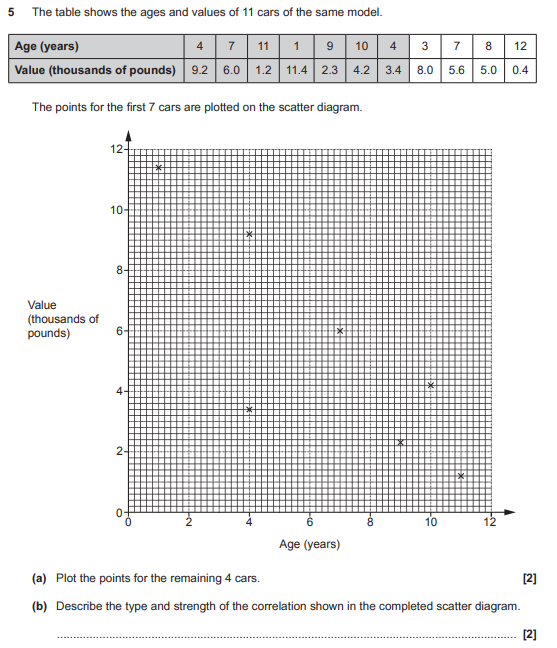 5 The table shows the ages and values of 11 cars of the same model.
Age (years) 4 7 11 1 9 10 4 3 7 8 12
Value (thousands of pounds) 9.2 6.0 1.2 11.4 2.3 4.2 3.4 8.0 5.6 5.0 0.4
The points for the first 7 cars are plotted on the scatter diagram.
12
10
8
Value
(thousands of
pounds)
6
4
2
0
0 2 4 6 8 10 12
Age (years)
(a) Plot the points for the remaining 4 cars. [2]
(b) Describe the type and strength of the correlation shown in the completed scatter diagram.
[2]